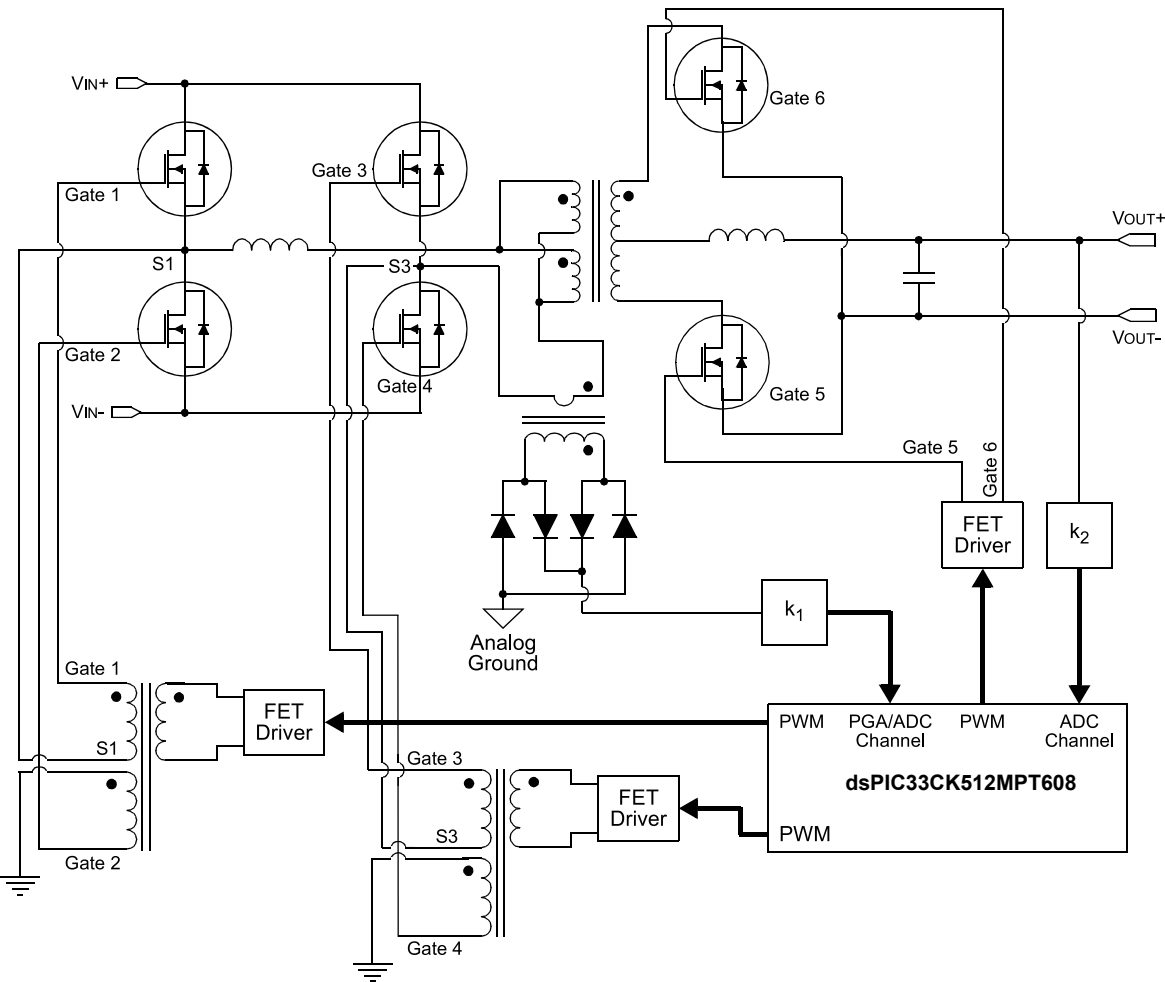 VIN+
Gate 6
Gate 3
Gate 1
VOUT+
S1
S3
Gate 2
Gate 4
VIN-
VOUT-
Gate 5
Gate 5
Gate 6
FET
Driver
k2
k1
Analog
Ground
Gate 1
FET
Driver
S1
Gate 2
PWM
PGA/ADC
Channel
PWM
ADC
Channel
dsPIC33CK512MPT608
PWM
Gate 3
FET
Driver
S3
Gate 4